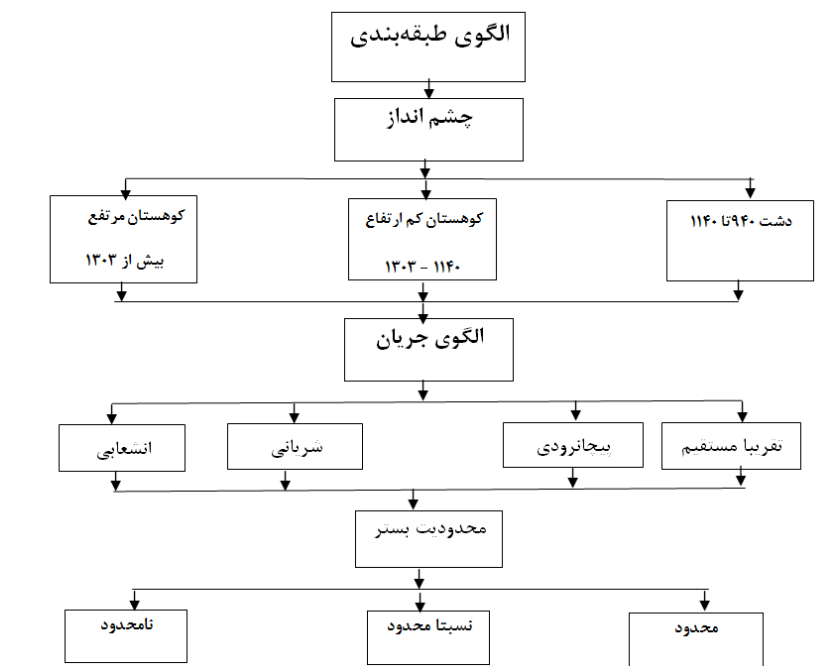 الگوی طبقه‌بندی
چشم انداز
دشت ۹۴۰تا ۱۱۴۰
کوهستان کم ارتفاع
۱۱۴۰ – ۱۳۰۳
کوهستان مرتفع
بیش از ۱۳۰۳
الگوی جریان
تقریبا مستقیم
پیچانرودی
شریانی
انشعابی
محدودیت بستر
محدود
نسبتا محدود
نامحدود